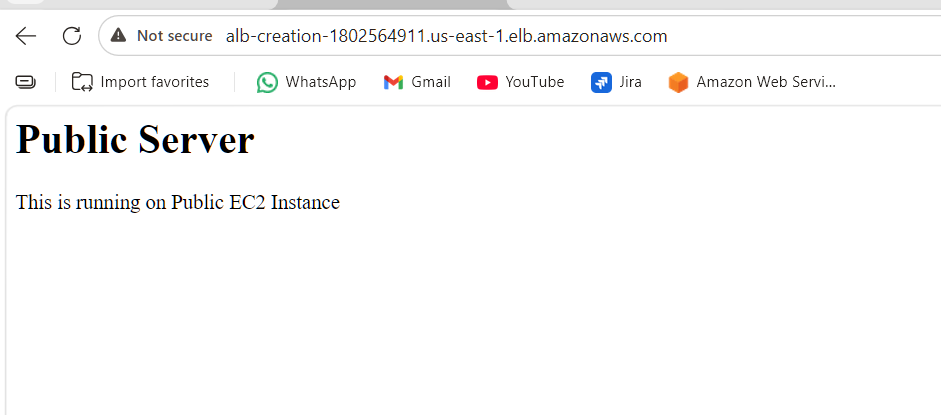 Not secure alb-creation-1802564911.us-east-1.elb.amazonaws.com
Import favorites WhatsApp Gmail YouTube Jira Amazon Web Servi...
Public Server
This is running on Public EC2 Instance